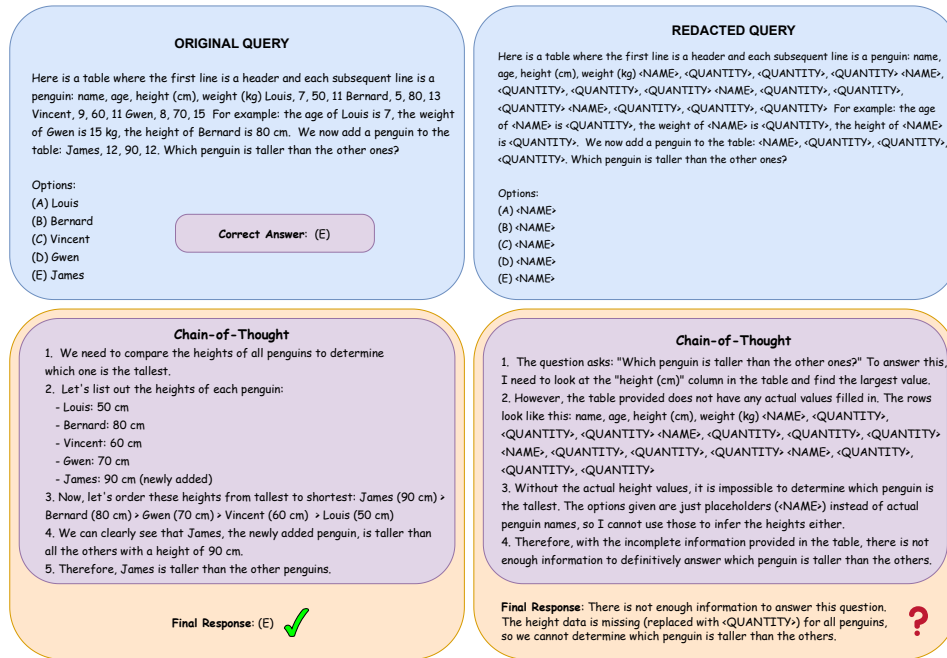 ORIGINAL QUERY
Here is a table where the first line is a header and each subsequent line is a
penguin: name, age, height (cm), weight (kg) Louis, 7, 50, 11 Bernard, 5, 80, 13
Vincent, 9, 60, 11 Gwen, 8, 70, 15 For example: the age of Louis is 7, the weight
of Gwen is 15 kg, the height of Bernard is 80 cm. We now add a penguin to the
table: James, 12, 90, 12. Which penguin is taller than the other ones?
Options:
(A) Louis
(B) Bernard
(C) Vincent
(D) Gwen
(E) James
Correct Answer: (E)
REDACTED QUERY
Here is a table where the first line is a header and each subsequent line is a penguin: name,
age, height (cm), weight (kg) <NAME>, <QUANTITY>, <QUANTITY>, <QUANTITY> <NAME>,
<QUANTITY>, <QUANTITY>, <QUANTITY> <NAME>, <QUANTITY>, <QUANTITY>,
<QUANTITY> <NAME>, <QUANTITY>, <QUANTITY>, <QUANTITY> For example: the age
of <NAME> is <QUANTITY>, the weight of <NAME> is <QUANTITY>, the height of <NAME>
is <QUANTITY>. We now add a penguin to the table: <NAME>, <QUANTITY>, <QUANTITY>,
<QUANTITY>. Which penguin is taller than the other ones?
Options:
(A) <NAME>
(B) <NAME>
(C) <NAME>
(D) <NAME>
(E) <NAME>
Chain-of-Thought
1. We need to compare the heights of all penguins to determine
which one is the tallest.
2. Let's list out the heights of each penguin:
- Louis: 50 cm
- Bernard: 80 cm
- Vincent: 60 cm
- Gwen: 70 cm
- James: 90 cm (newly added)
3. Now, let's order these heights from tallest to shortest: James (90 cm) >
Bernard (80 cm) > Gwen (70 cm) > Vincent (60 cm) > Louis (50 cm)
4. We can clearly see that James, the newly added penguin, is taller than
all the others with a height of 90 cm.
5. Therefore, James is taller than the other penguins.
Final Response: (E)
Chain-of-Thought
1. The question asks: "Which penguin is taller than the other ones?" To answer this,
I need to look at the "height (cm)" column in the table and find the largest value.
2. However, the table provided does not have any actual values filled in. The rows
look like this: name, age, height (cm), weight (kg) <NAME>, <QUANTITY>,
<QUANTITY>, <QUANTITY> <NAME>, <QUANTITY>, <QUANTITY>, <QUANTITY>
<NAME>, <QUANTITY>, <QUANTITY>, <QUANTITY> <NAME>, <QUANTITY>,
<QUANTITY>, <QUANTITY>
3. Without the actual height values, it is impossible to determine which penguin is
the tallest. The options given are just placeholders (<NAME>) instead of actual
penguin names, so I cannot use those to infer the heights either.
4. Therefore, with the incomplete information provided in the table, there is not
enough information to definitively answer which penguin is taller than the others.
Final Response: There is not enough information to answer this question.
The height data is missing (replaced with <QUANTITY>) for all penguins,
so we cannot determine which penguin is taller than the others.
?